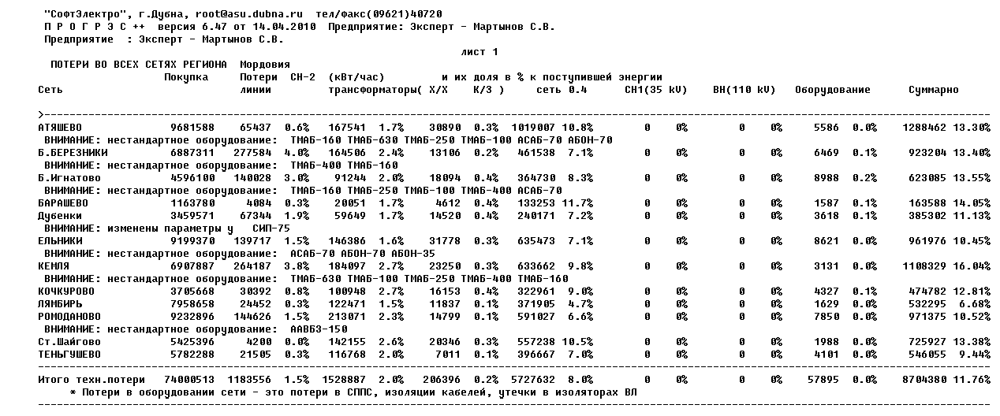 "СофтЭлектро", г.Дубна, root@asu.dubna.ru тел/факс(09621)40720
П Р О Г Р Э С ++ версия 6.47 от 14.04.2010 Предприятие: Эксперт - Мартынов С.В.
Предприятие : Эксперт - Мартынов С.В.
лист 1
ПОТЕРИ ВО ВСЕХ СЕТЯХ РЕГИОНА Мордовия
Покупка Потери СН-2 (кВт/час) и их доля в % к поступившей энергии
Сеть линии трансформаторы( Х/Х К/З ) сеть 0.4 СН1(35 kV) ВН(110 kV) Оборудование Суммарно
>------------------------------------------------------------------------------------------------------------------------------------------------------
АТЯШЕВО 9681588 65437 0.6% 167541 1.7% 30890 0.3% 1019007 10.8% 0 0% 0 0% 5586 0.0% 1288462 13.30%
ВНИМАНИЕ: нестандартное оборудование: ТМАБ-160 ТМАБ-630 ТМАБ-250 ТМАБ-100 АСАБ-70 АБОН-70
Б.БЕРЕЗНИКИ 6887311 277584 4.0% 164506 2.4% 13106 0.2% 461538 7.1% 0 0% 0 0% 6469 0.1% 923204 13.40%
ВНИМАНИЕ: нестандартное оборудование: ТМАБ-400 ТМАБ-160
Б.Игнатово 4596100 140028 3.0% 91244 2.0% 18094 0.4% 364730 8.3% 0 0% 0 0% 8988 0.2% 623085 13.55%
ВНИМАНИЕ: нестандартное оборудование: ТМАБ-160 ТМАБ-250 ТМАБ-100 ТМАБ-400 АСАБ-70
БАРАШЕВО 1163780 4084 0.3% 20051 1.7% 4612 0.4% 133253 11.7% 0 0% 0 0% 1587 0.1% 163588 14.05%
Дубенки 3459571 67344 1.9% 59649 1.7% 14520 0.4% 240171 7.2% 0 0% 0 0% 3618 0.1% 385302 11.13%
ВНИМАНИЕ: изменены параметры у СИП-75
ЕЛЬНИКИ 9199370 139717 1.5% 146386 1.6% 31778 0.3% 635473 7.1% 0 0% 0 0% 8621 0.0% 961976 10.45%
ВНИМАНИЕ: нестандартное оборудование: АСАБ-70 АБОН-70 АБОН-35
КЕМЛЯ 6907887 264187 3.8% 184097 2.7% 23250 0.3% 633662 9.8% 0 0% 0 0% 3131 0.0% 1108329 16.04%
ВНИМАНИЕ: нестандартное оборудование: ТМАБ-630 ТМАБ-100 ТМАБ-250 ТМАБ-400 ТМАБ-160
КОЧКУРОВО 3705668 30392 0.8% 100948 2.7% 16153 0.4% 322961 9.0% 0 0% 0 0% 4327 0.1% 474782 12.81%
ЛЯМБИРЬ 7958658 24452 0.3% 122471 1.5% 11837 0.1% 371905 4.7% 0 0% 0 0% 1629 0.0% 532295 6.68%
РОМОДАНОВО 9232896 144626 1.5% 213071 2.3% 14799 0.1% 591027 6.6% 0 0% 0 0% 7850 0.0% 971375 10.52%
ВНИМАНИЕ: нестандартное оборудование: ААВБЗ-150
Ст.Шайгово 5425396 4200 0.0% 142155 2.6% 20346 0.3% 557238 10.5% 0 0% 0 0% 1988 0.0% 725927 13.38%
ТЕНЬГУШЕВО 5782288 21505 0.3% 116768 2.0% 7011 0.1% 396667 7.0% 0 0% 0 0% 4101 0.0% 546055 9.44%
-------------------------------------------------------------------------------------------------------------------------------------------------------
Итого техн.потери 74000513 1183556 1.5% 1528887 2.0% 206396 0.2% 5727632 8.0% 0 0% 0 0% 57895 0.0% 8704380 11.76%
* Потери в оборудовании сети - это потери в СППС, изоляции кабелей, утечки в изоляторах ВЛ
-------------------------------------------------------------------------------------------------------------------------------------------------------